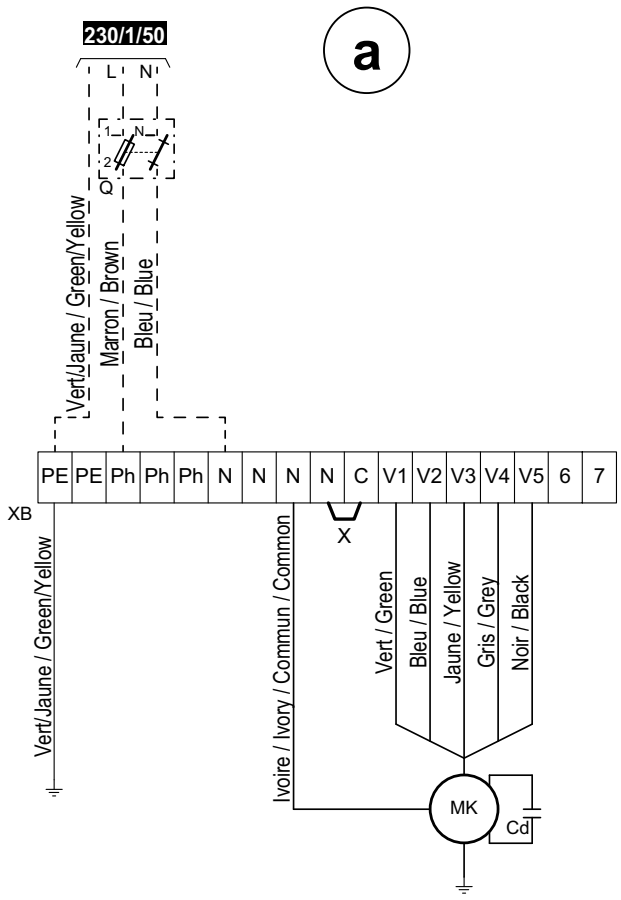 230/1/50
a
L N
1 N
2
Q
Vert/Jaune / Green/Yellow
Marron / Brown
Bleu / Blue
PE PE Ph Ph Ph N N N N C V1 V2 V3 V4 V5 6 7
XB
X
Vert/Jaune / Green/Yellow
Ivoire / Ivory / Commun / Common
Vert / Green
Bleu / Blue
Jaune / Yellow
Gris / Grey
Noir / Black
MK
Cd